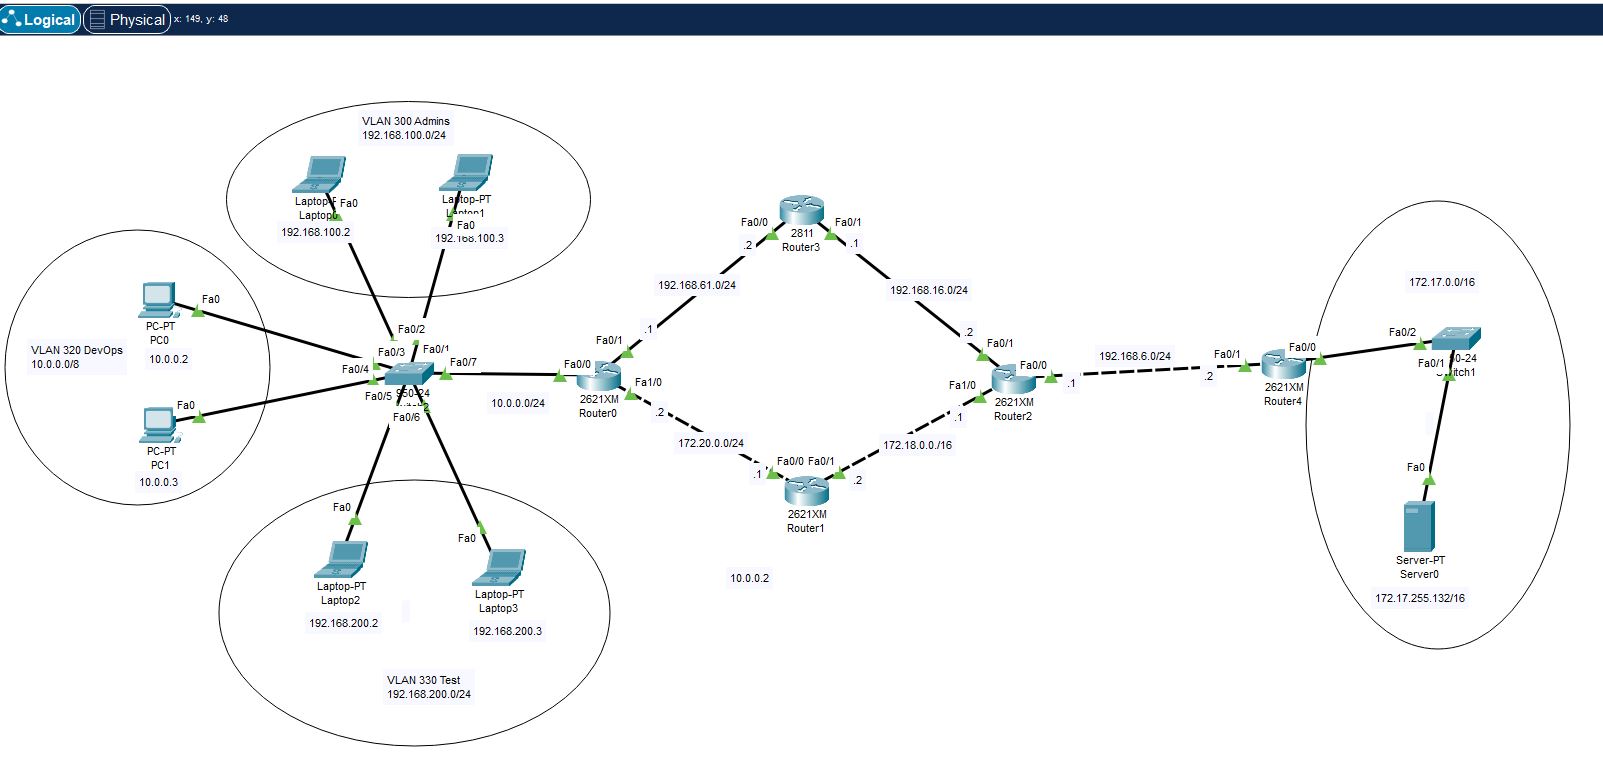 Logical
Physical
x: 149, y: 48
VLAN 300 Admins
192.168.100.0/24
Fa0
192.168.100.2
Laptop-PT
Fa0
192.168.100.3
VLAN 320 DevOps
10.0.0.0/8
Fa0
PC-PT
PC0
10.0.0.2
Fa0
PC-PT
PC1
10.0.0.3
Fa0/2
Fa0/3
Fa0/1
Fa0/4
Fa0/7
Fa0/5
Fa0/6
10.0.0.0/24
Fa0/0
Fa0/1
.1
Fa1/0
.2
2621XM
Router0
Fa0/0
.2
Fa0/1
.1
2811
Router3
192.168.61.0/24
192.168.16.0/24
172.20.0.0/24
172.18.0.0./16
.1
Fa0/0
Fa0/1
.2
2621XM
Router1
10.0.0.2
.2
Fa0/1
Fa0/0
Fa1/0
.1
.1
2621XM
Router2
192.168.6.0/24
Fa0/1
.2
Fa0/0
2621XM
Router4
172.17.0.0/16
Fa0/2
Fa0/1
Fa0
Server-PT
Server0
172.17.255.132/16
Fa0
Laptop-PT
Laptop2
192.168.200.2
Fa0
Laptop-PT
Laptop3
192.168.200.3
VLAN 330 Test
192.168.200.0/24